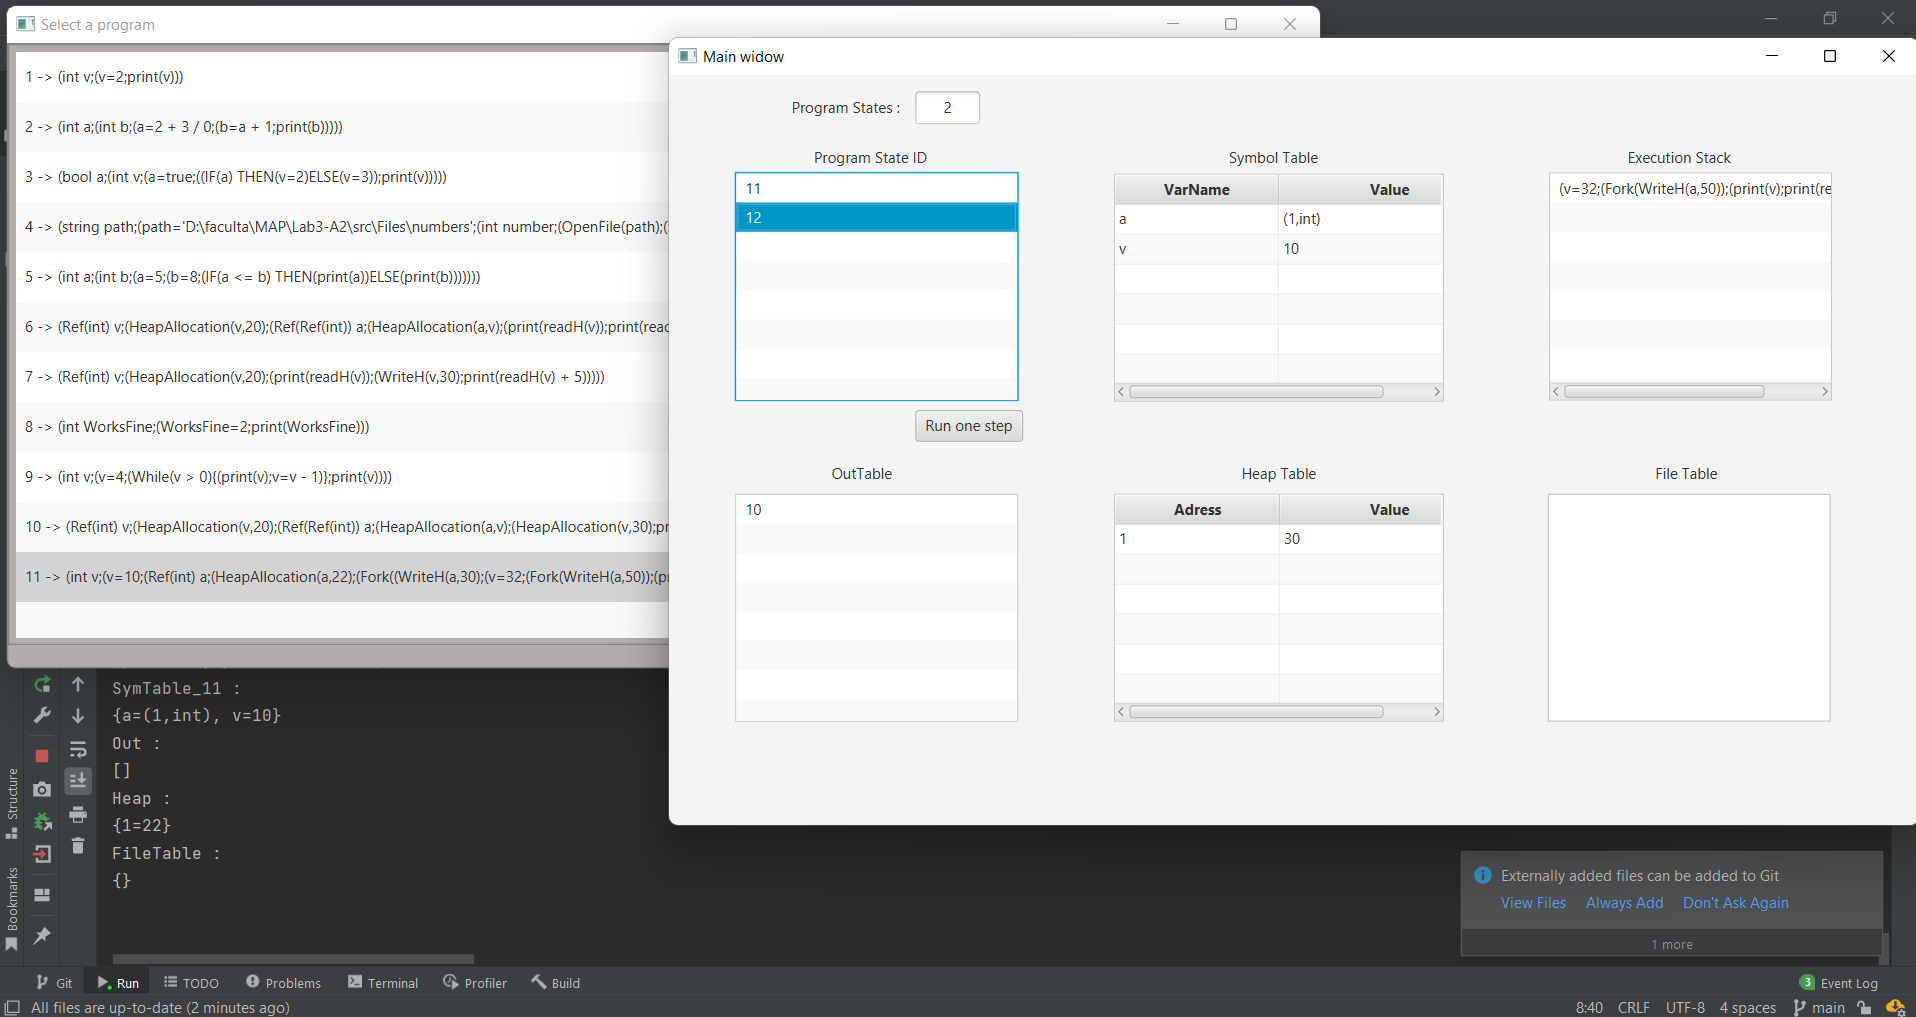 Select a program
1 -> (int v;(v=2;print(v)))
2 -> (int a;(int b;(a=2 + 3 / 0;(b=a + 1;print(b)))))
3 -> (bool a;(int v;(a=true;((IF(a) THEN(v=2)ELSE(v=3));print(v)))))
4 -> (string path;(path='D:\faculta\MAP\Lab3-A2\src\Files\numbers';(int number;(OpenFile(path);(
5 -> (int a;(int b;(a=5;(b=8;(IF(a <= b) THEN(print(a))ELSE(print(b)))))))
6 -> (Ref(int) v;(HeapAllocation(v,20);(Ref(Ref(int)) a;(HeapAllocation(a,v);(print(readH(v));print(read
7 -> (Ref(int) v;(HeapAllocation(v,20);(print(readH(v));(WriteH(v,30);print(readH(v) + 5)))))
8 -> (int WorksFine;(WorksFine=2;print(WorksFine)))
9 -> (int v;(v=4;(While(v > 0){(print(v);v=v - 1)};print(v))))
10 -> (Ref(int) v;(HeapAllocation(v,20);(Ref(Ref(int)) a;(HeapAllocation(a,v);(HeapAllocation(v,30);pr
11 -> (int v;(v=10;(Ref(int) a;(HeapAllocation(a,22);(Fork((WriteH(a,30);(v=32;(Fork(WriteH(a,50));(pr
Main widow
Program States : 2
Program State ID
11
12
Symbol Table
VarName Value
a (1,int)
v 10
Execution Stack
(v=32;(Fork(WriteH(a,50));(print(v);print(re
Run one step
OutTable
10
Heap Table
Adress Value
1 30
File Table
SymTable_11 :
{a=(1,int), v=10}
Out :
[]
Heap :
{1=22}
FileTable :
{}
Structure
Bookmarks
Externally added files can be added to Git
View Files Always Add Don't Ask Again
1 more
Git Run TODO Problems Terminal Profiler Build 3 Event Log
All files are up-to-date (2 minutes ago) 8:40 CRLF UTF-8 4 spaces main